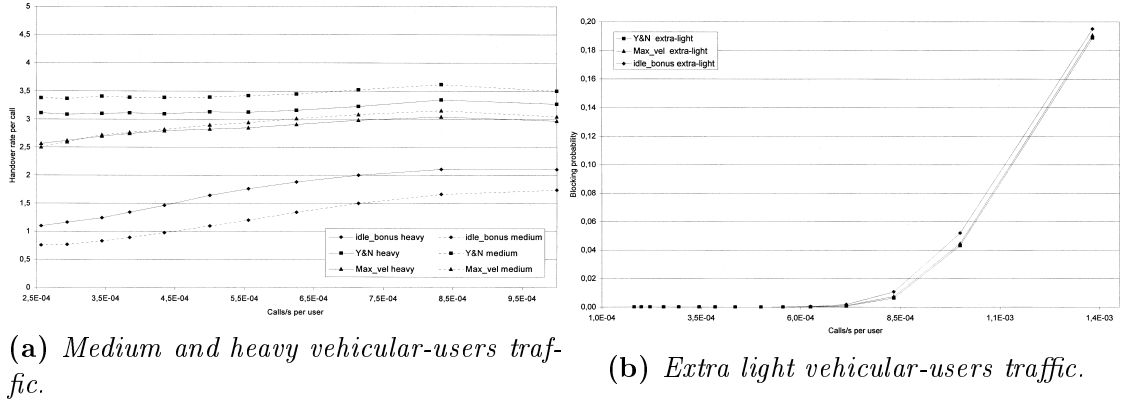 5
4,5
4
3,5
3
2,5
2
1,5
1
0,5
0
Handover rate per call
idle_bonus heavy idle_bonus medium
Y&N heavy Y&N medium
Max_vel heavy Max_vel medium
2,5E-04 3,5E-04 4,5E-04 5,5E-04 6,5E-04 7,5E-04 8,5E-04 9,5E-04
Calls/s per user
(a) Medium and heavy vehicular-users traf-
fic.
0,20
0,18
0,16
0,14
0,12
0,10
0,08
0,06
0,04
0,02
0,00
Blocking probability
Y&N extra-light
Max_vel extra-light
idle_bonus extra-light
1,0E-04 3,5E-04 6,0E-04 8,5E-04 1,1E-03 1,4E-03
Calls/s per user
(b) Extra light vehicular-users traffic.